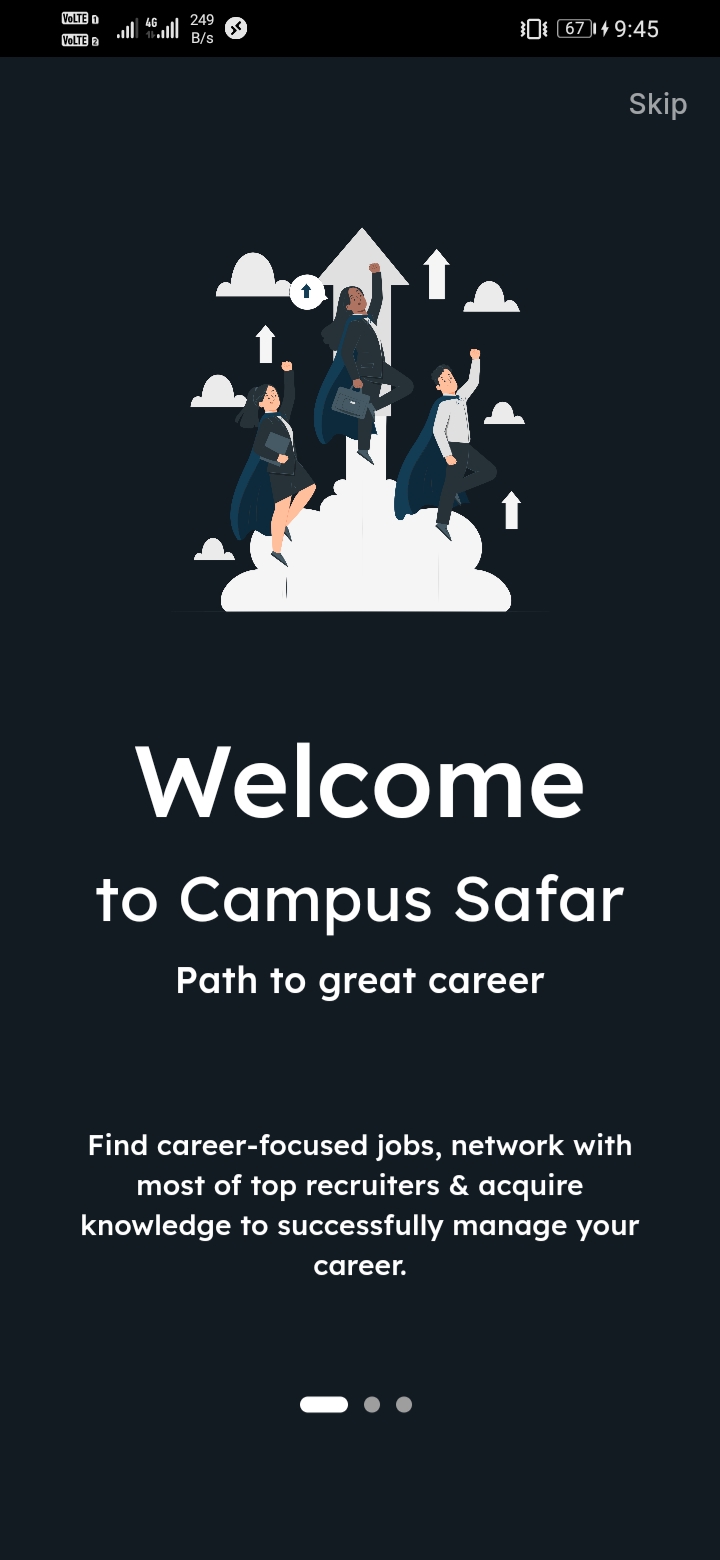 VoLTE 1
VoLTE 2
4G
249
B/s
67
9:45
Skip
Welcome
to Campus Safar
Path to great career
Find career-focused jobs, network with
most of top recruiters & acquire
knowledge to successfully manage your
career.